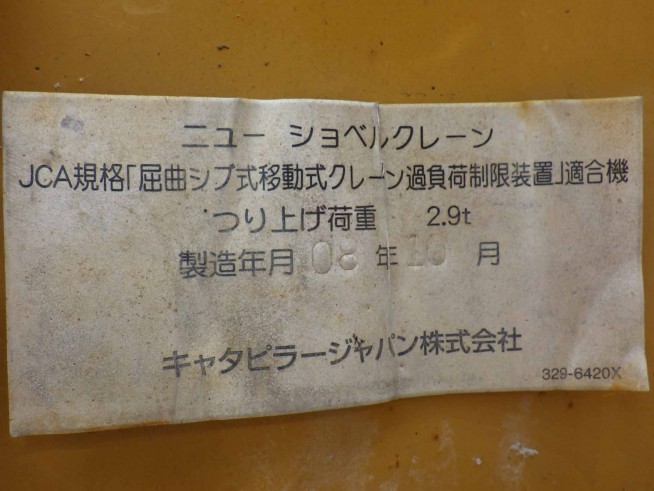 ニュー ショベルクレーン
JCA規格「屈曲ジブ式移動式クレーン過負荷制限装置」適合機
つり上げ荷重 2.9t
製造年月 08 年 10 月
キャタピラージャパン株式会社
329-6420X